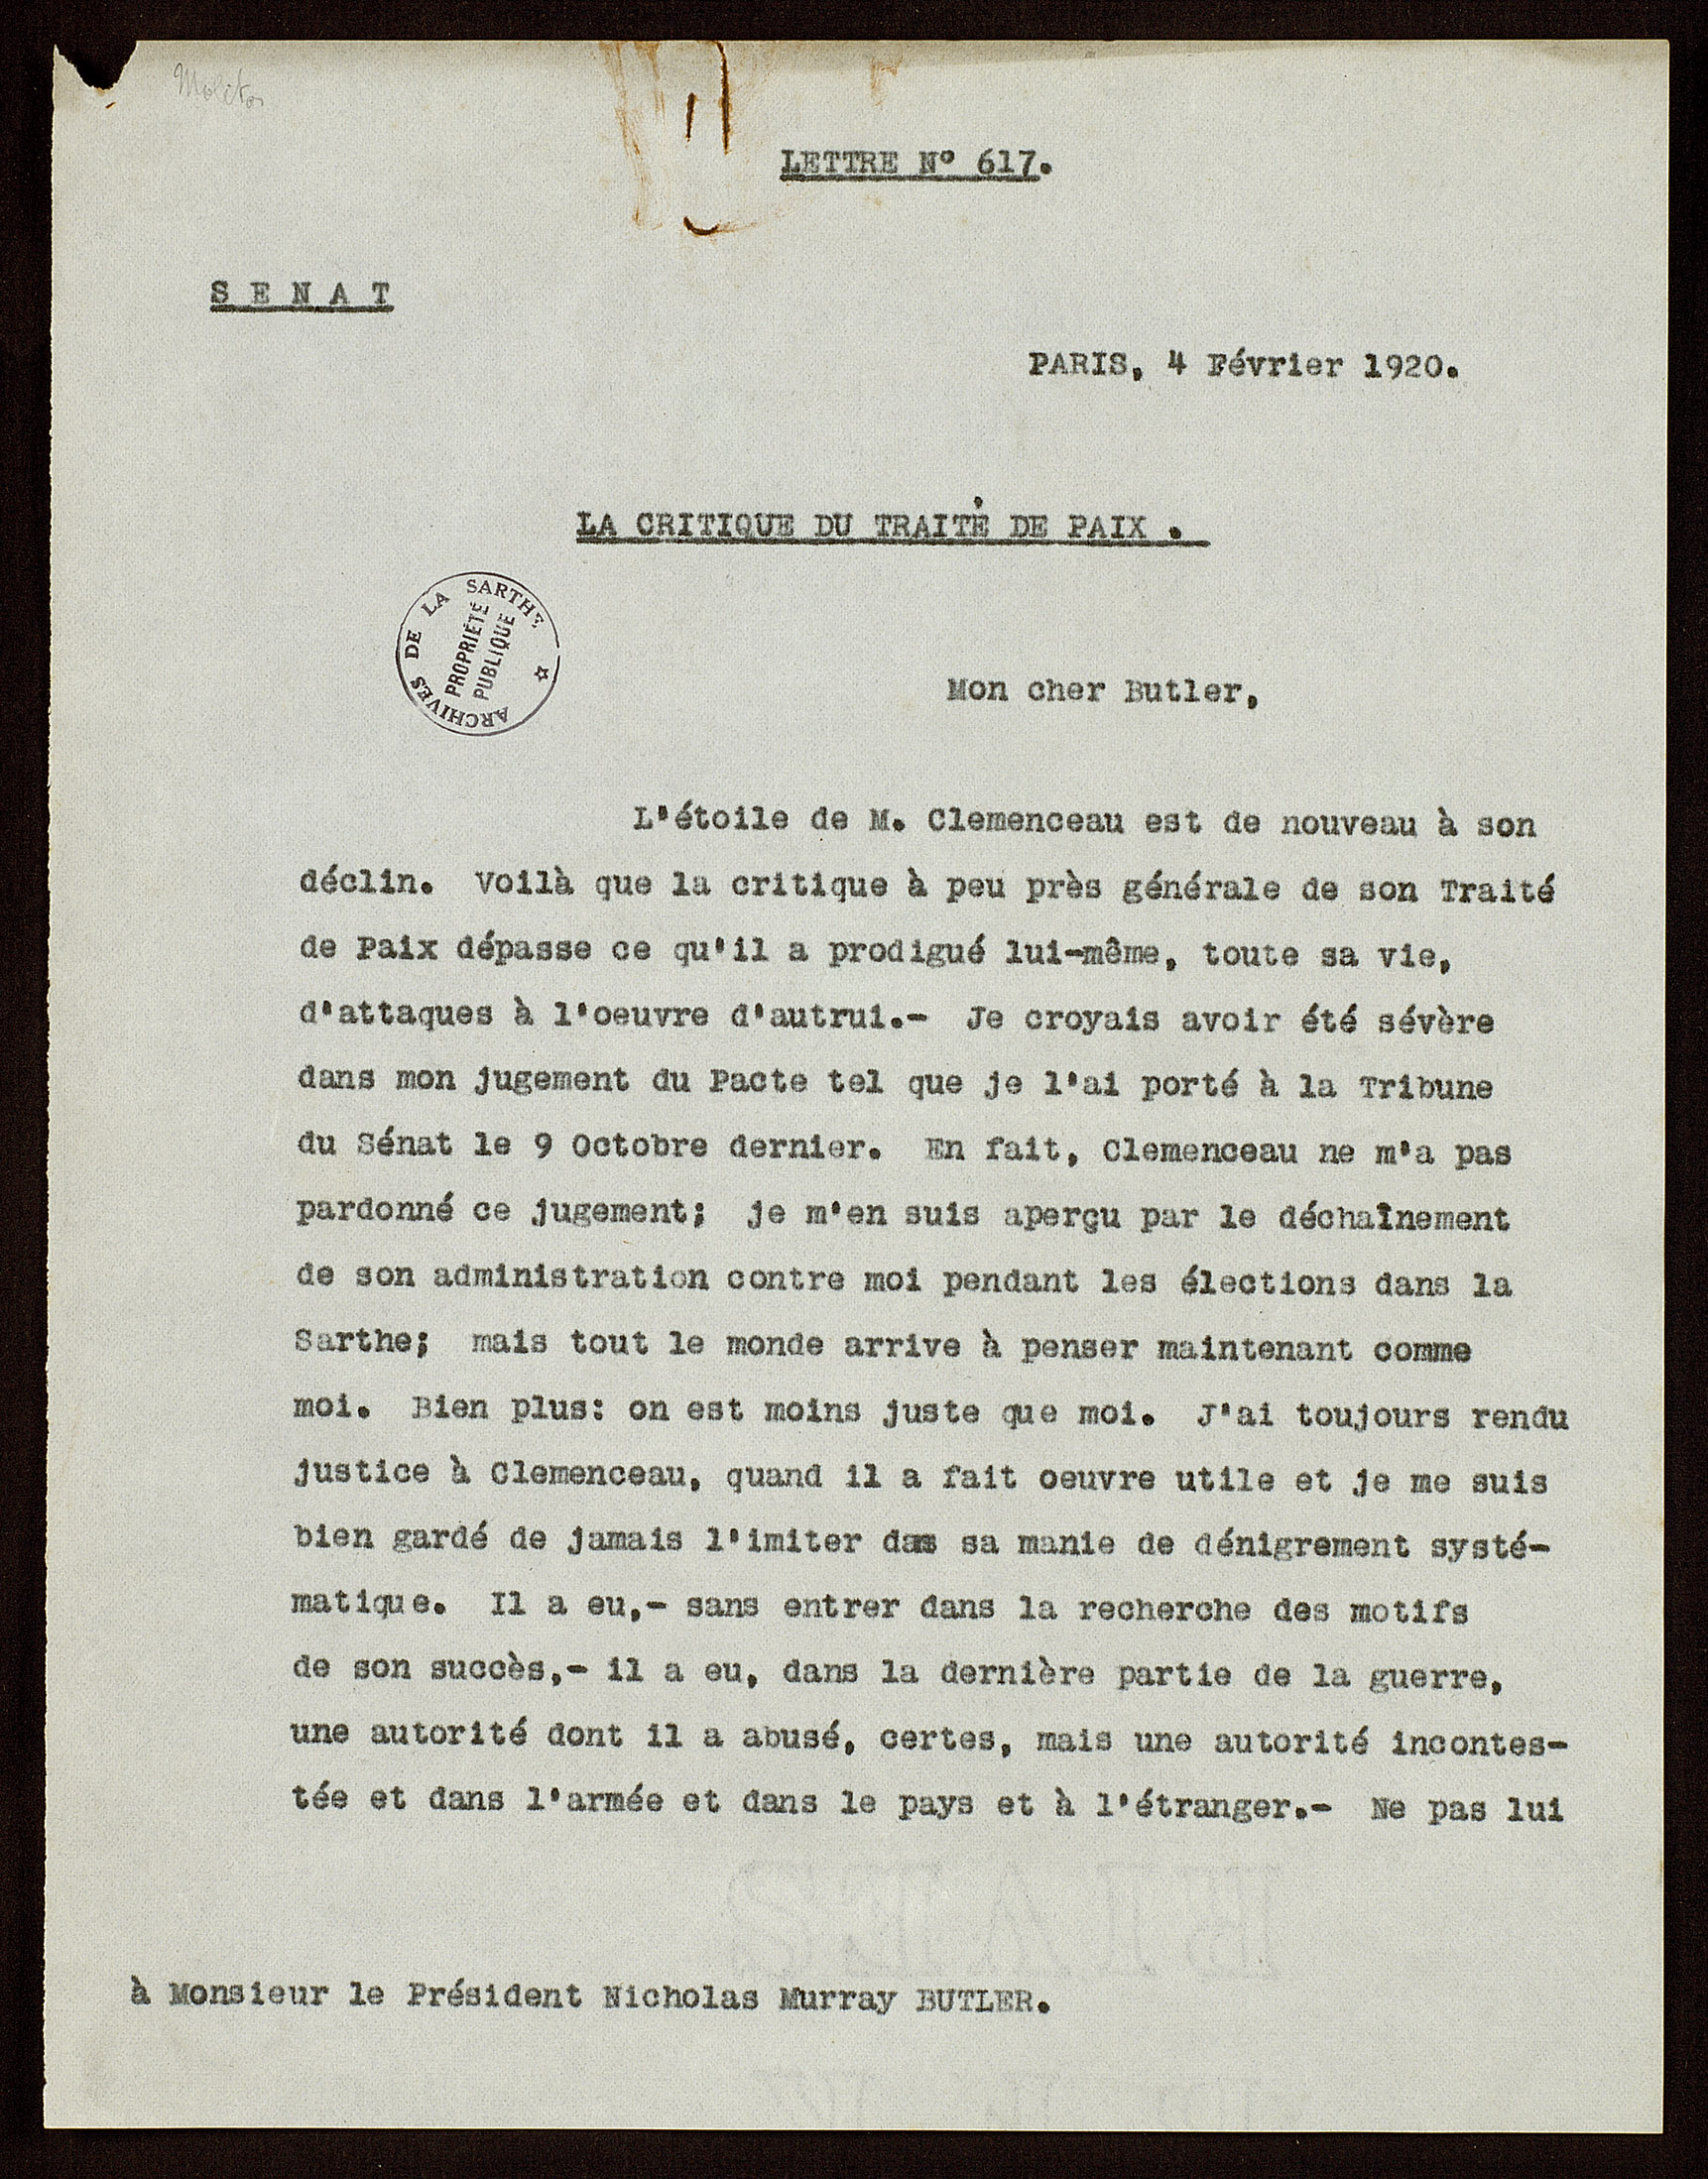 Molitor
LETTRE Nº 617.
S E N A T
PARIS, 4 Février 1920.
LA CRITIQUE DU TRAITÉ DE PAIX .
ARCHIVES DE LA SARTHE
PROPRIÉTÉ
PUBLIQUE
Mon cher Butler,
L'étoile de M. Clemenceau est de nouveau à son
déclin. Voilà que la critique à peu près générale de son Traité
de Paix dépasse ce qu'il a prodigué lui-même, toute sa vie,
d'attaques à l'oeuvre d'autrui.- Je croyais avoir été sévère
dans mon jugement du Pacte tel que je l'ai porté à la Tribune
du Sénat le 9 Octobre dernier. En fait, Clemenceau ne m'a pas
pardonné ce jugement; je m'en suis aperçu par le déchaînement
de son administration contre moi pendant les élections dans la
Sarthe; mais tout le monde arrive à penser maintenant comme
moi. Bien plus: on est moins juste que moi. J'ai toujours rendu
justice à Clemenceau, quand il a fait oeuvre utile et je me suis
bien gardé de jamais l'imiter dans sa manie de dénigrement systé-
matique. Il a eu,- sans entrer dans la recherche des motifs
de son succès,- il a eu, dans la dernière partie de la guerre,
une autorité dont il a abusé, certes, mais une autorité incontes-
tée et dans l'armée et dans le pays et à l'étranger.- Ne pas lui
à Monsieur le Président Nicholas Murray BUTLER.